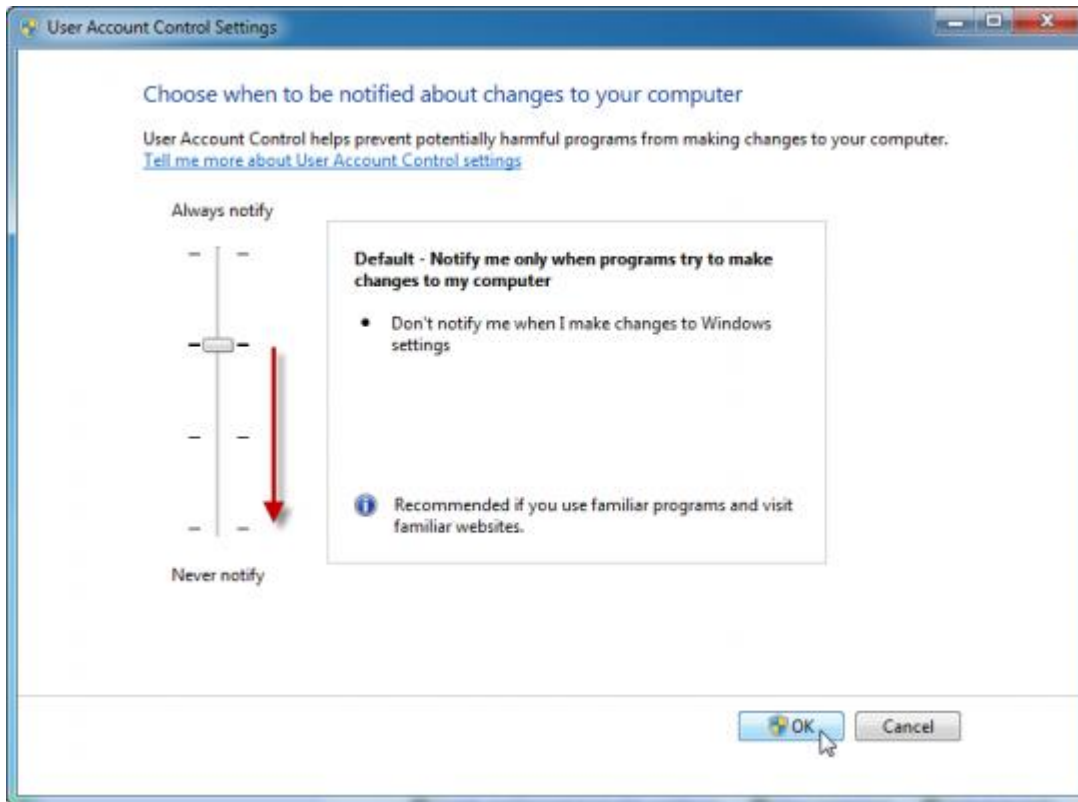 User Account Control Settings
Choose when to be notified about changes to your computer
User Account Control helps prevent potentially harmful programs from making changes to your computer.
Tell me more about User Account Control settings
Always notify
Default - Notify me only when programs try to make
changes to my computer
• Don't notify me when I make changes to Windows
settings
Recommended if you use familiar programs and visit
familiar websites.
Never notify
OK
Cancel